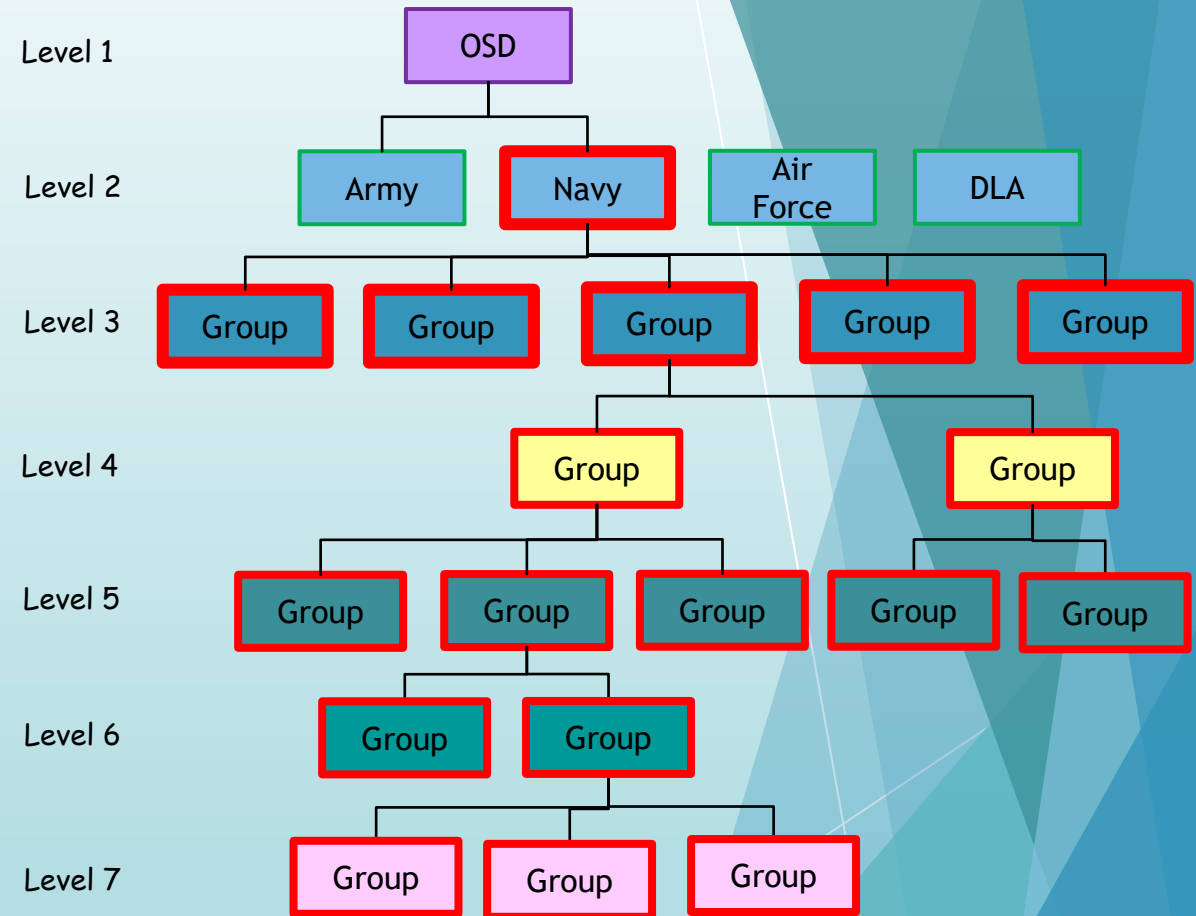 Level 1
OSD
Level 2
Army
Navy
Air
Force
DLA
Level 3
Group
Group
Group
Group
Group
Level 4
Group
Group
Level 5
Group
Group
Group
Group
Group
Level 6
Group
Group
Level 7
Group
Group
Group